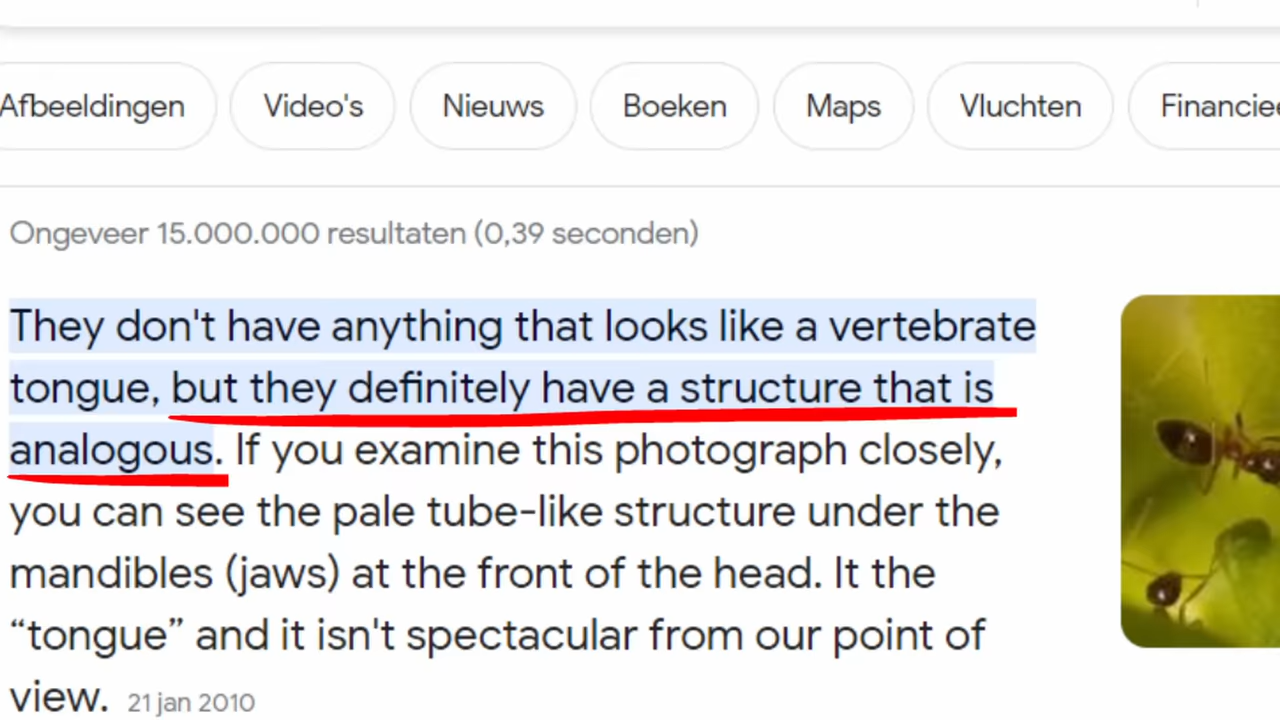 Afbeeldingen Video's Nieuws Boeken Maps Vluchten
Ongeveer 15.000.000 resultaten (0,39 seconden)
They don't have anything that looks like a vertebrate
tongue, but they definitely have a structure that is
analogous. If you examine this photograph closely,
you can see the pale tube-like structure under the
mandibles (jaws) at the front of the head. It the
“tongue” and it isn't spectacular from our point of
view. 21 jan 2010